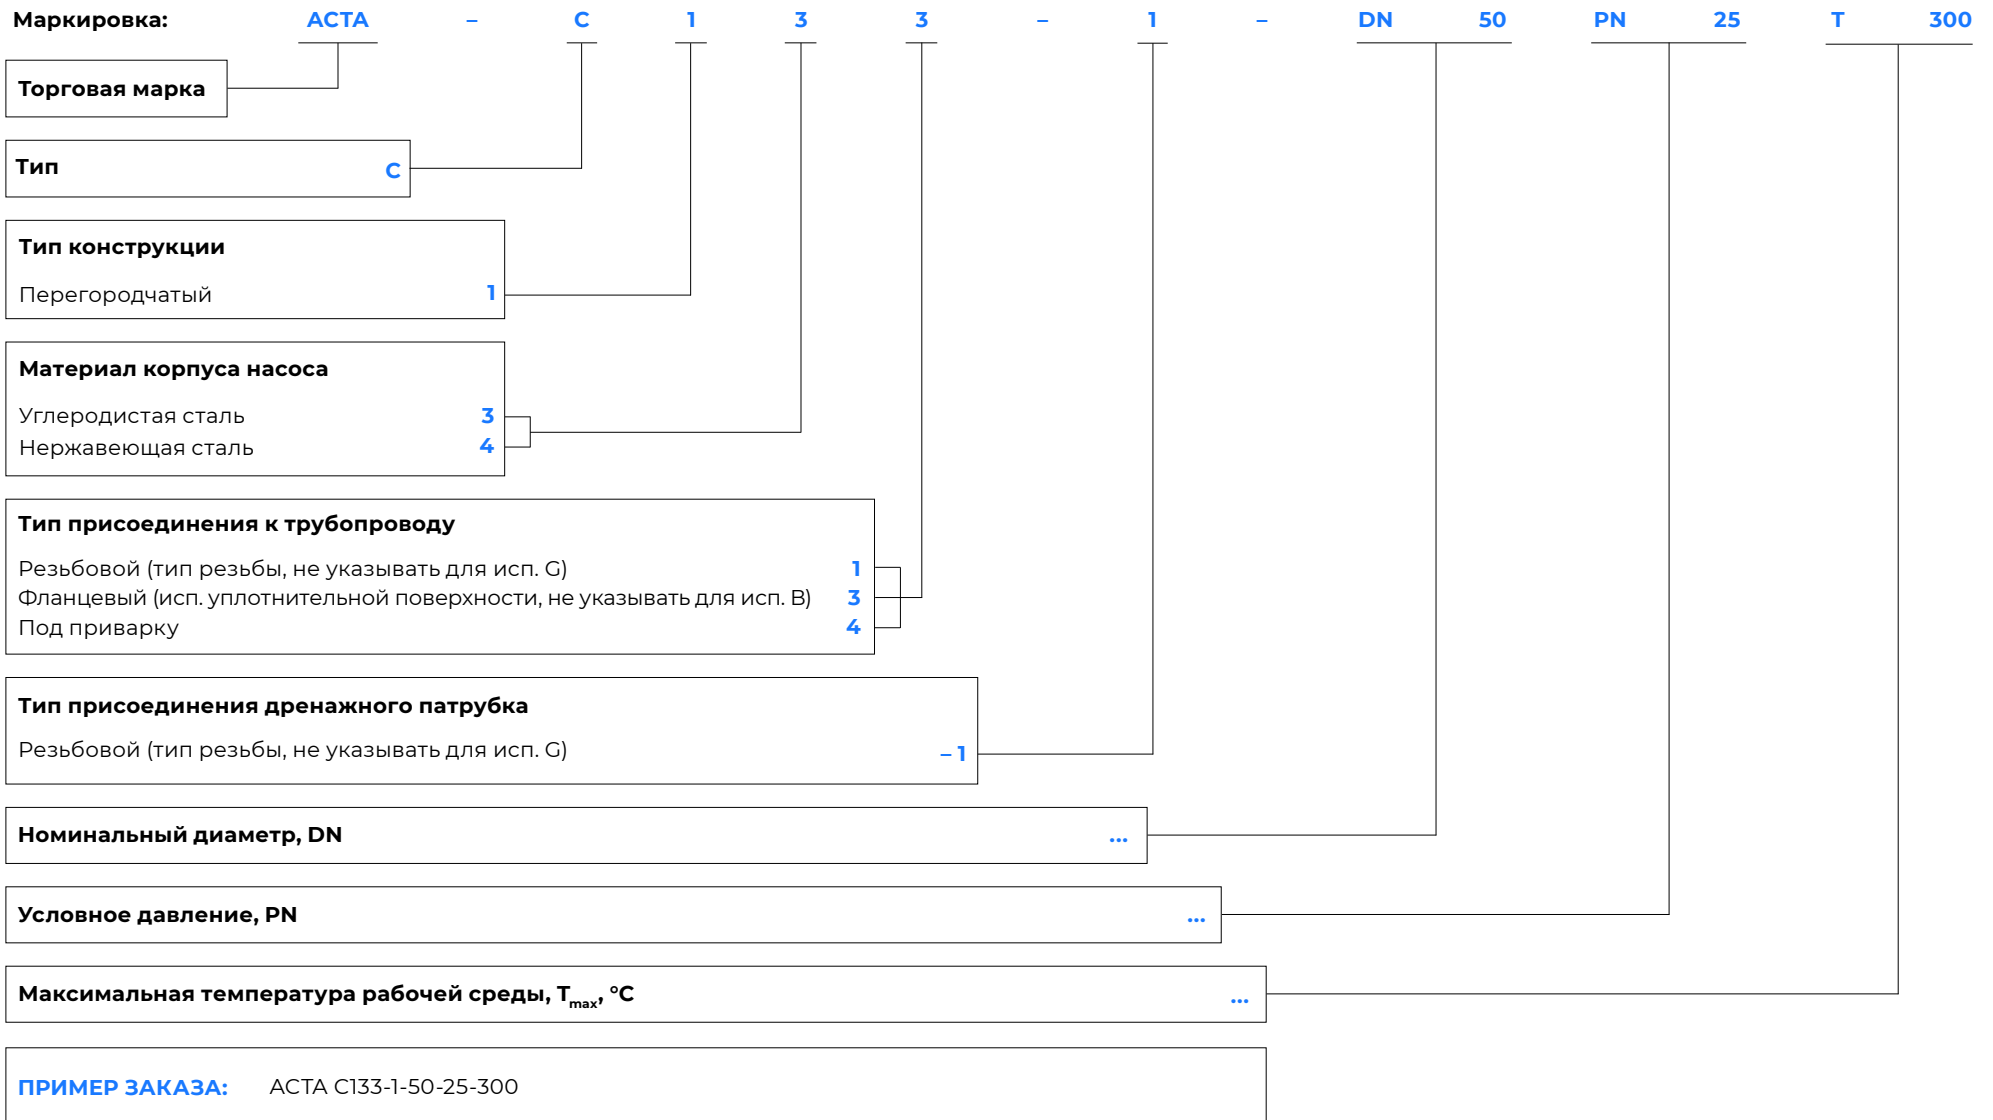 Маркировка: АСТА – С 1 3 3 – 1 – DN 50 PN 25 T 300
Торговая марка
Тип С
Тип конструкции
Перегородчатый 1
Материал корпуса насоса
Углеродистая сталь 3
Нержавеющая сталь 4
Тип присоединения к трубопроводу
Резьбовой (тип резьбы, не указывать для исп. G) 1
Фланцевый (исп. уплотнительной поверхности, не указывать для исп. В) 3
Под приварку 4
Тип присоединения дренажного патрубка
Резьбовой (тип резьбы, не указывать для исп. G) – 1
Номинальный диаметр, DN ...
Условное давление, PN ...
Максимальная температура рабочей среды, Tmax, °C ...
ПРИМЕР ЗАКАЗА: АСТА С133-1-50-25-300